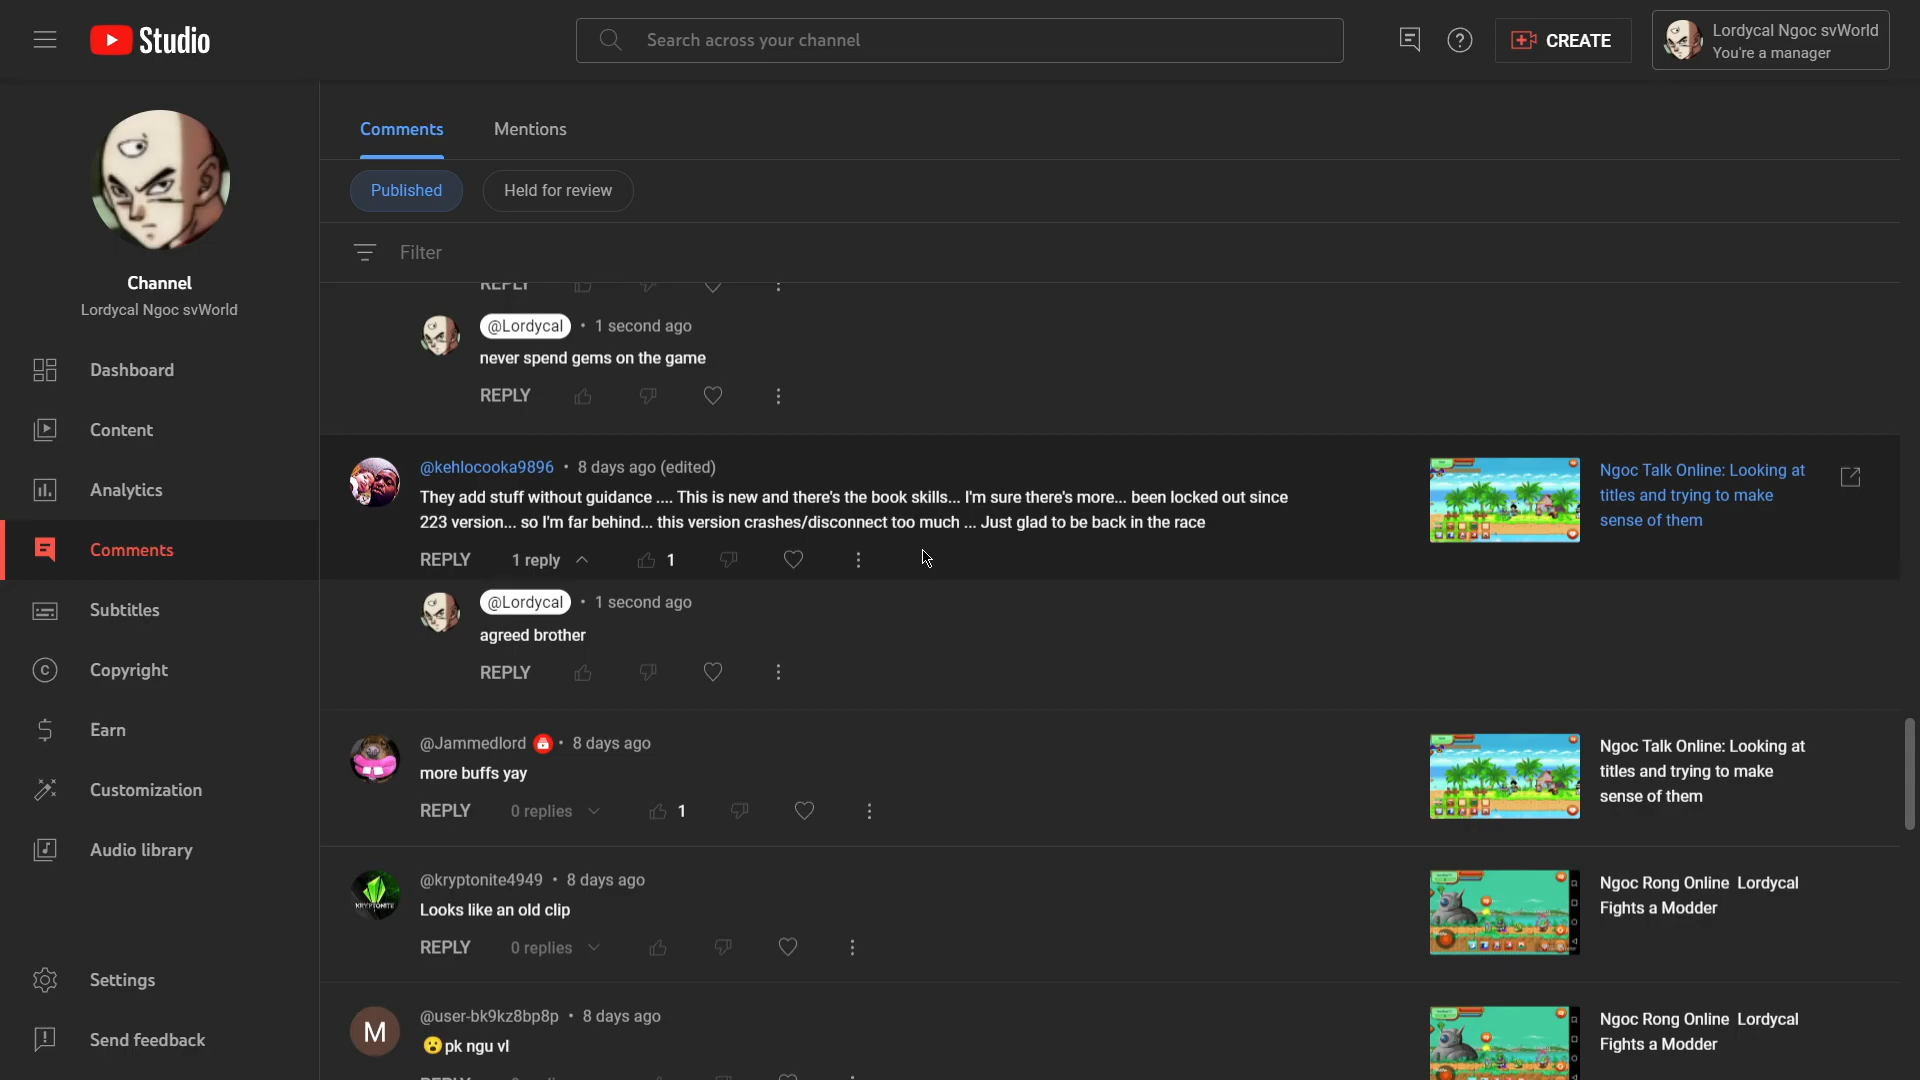 Studio
Search across your channel
CREATE
Lordycal Ngoc svWorld
You're a manager
Channel
Lordycal Ngoc svWorld
Dashboard
Content
Analytics
Comments
Subtitles
Copyright
Earn
Customization
Audio library
Settings
Send feedback
Comments
Mentions
Published
Held for review
Filter
REPLY
@Lordycal • 1 second ago
never spend gems on the game
REPLY
@kehlocooka9896 • 8 days ago (edited)
They add stuff without guidance .... This is new and there's the book skills... I'm sure there's more... been locked out since
223 version... so I'm far behind... this version crashes/disconnect too much ... Just glad to be back in the race
REPLY 1 reply 1
Ngoc Talk Online: Looking at
titles and trying to make
sense of them
@Lordycal • 1 second ago
agreed brother
REPLY
@Jammedlord • 8 days ago
more buffs yay
REPLY 0 replies 1
Ngoc Talk Online: Looking at
titles and trying to make
sense of them
@kryptonite4949 • 8 days ago
Looks like an old clip
REPLY 0 replies
Ngoc Rong Online Lordycal
Fights a Modder
M
@user-bk9kz8bp8p • 8 days ago
😮pk ngu vl
Ngoc Rong Online Lordycal
Fights a Modder